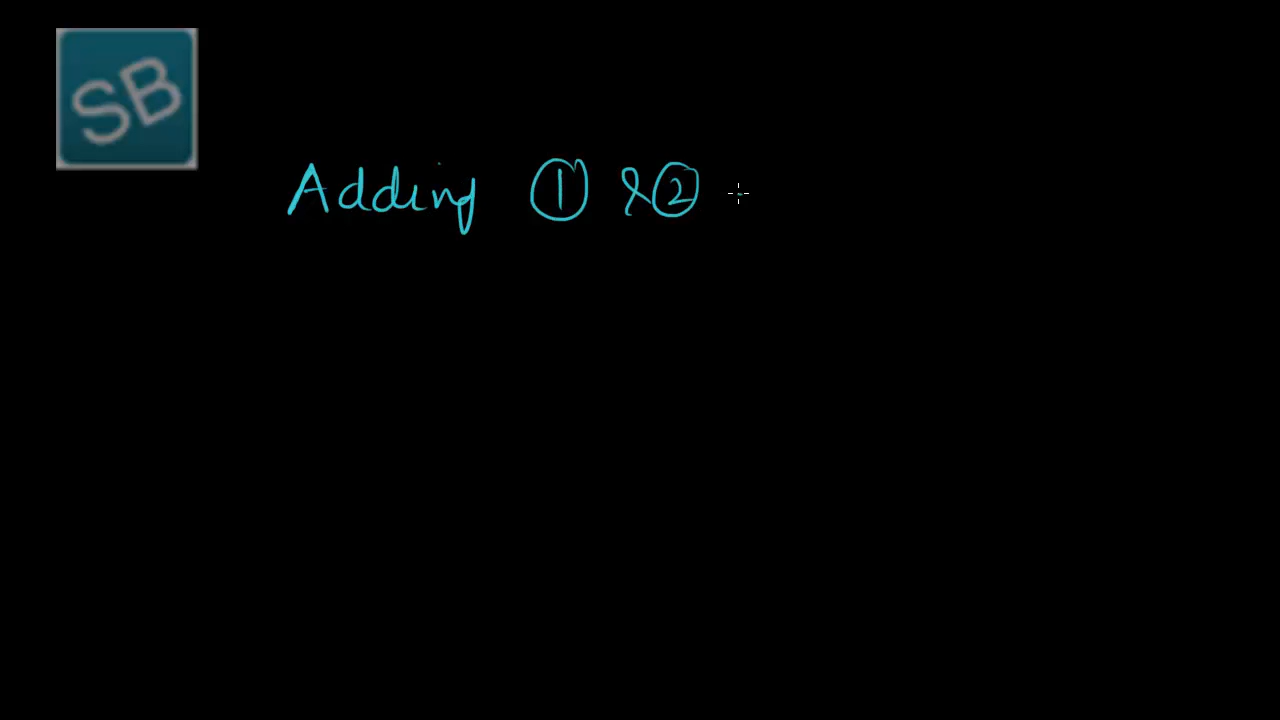 SB
Adding ① & ②